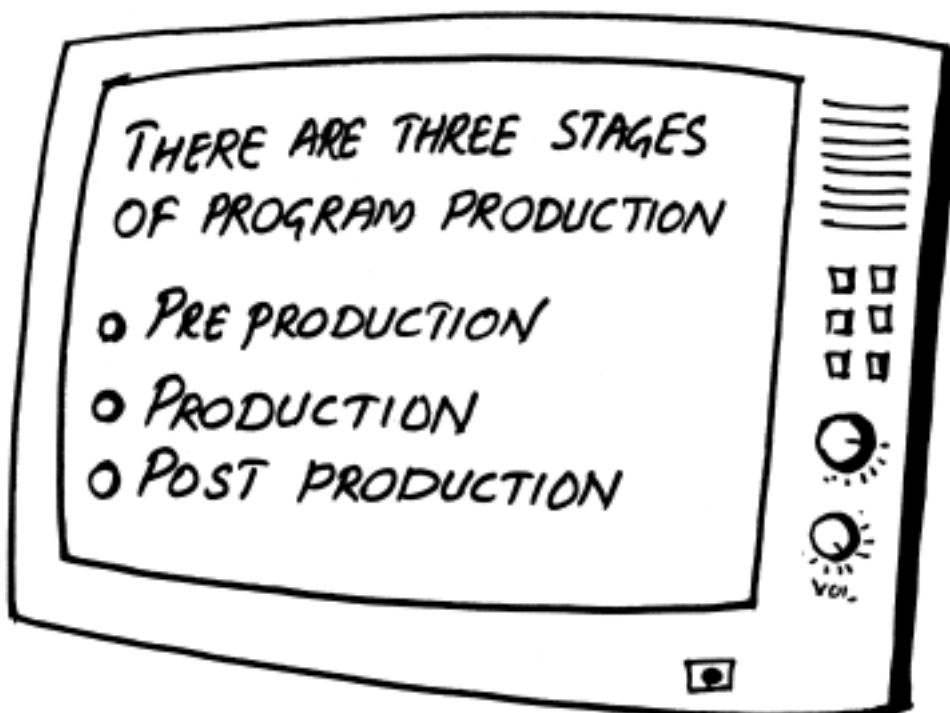 THERE ARE THREE STAGES
OF PROGRAM PRODUCTION
PRE PRODUCTION
PRODUCTION
POST PRODUCTION
VOL.